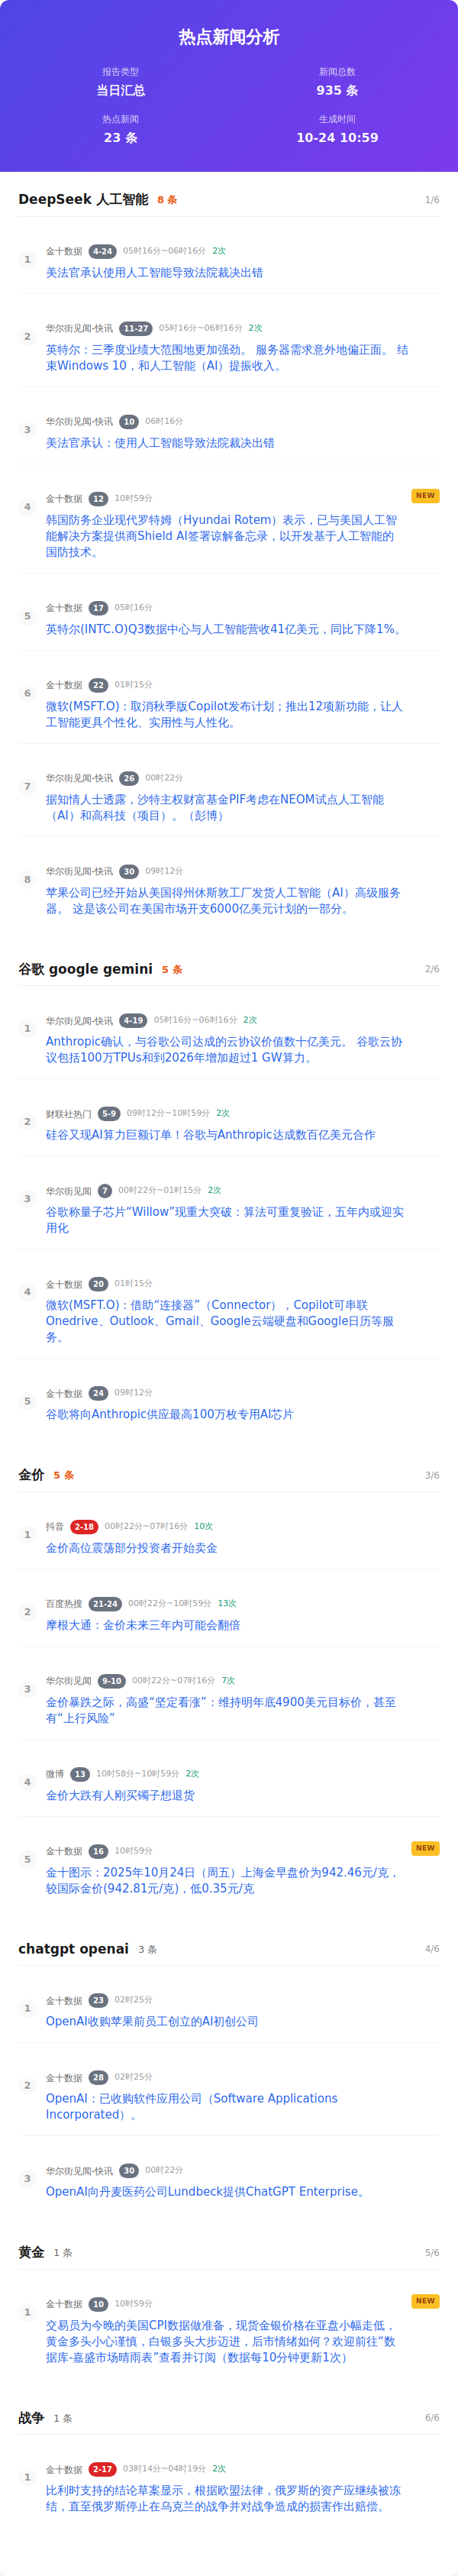 热点新闻分析
报告类型
当日汇总
新闻总数
935 条
热点新闻
23 条
生成时间
10-24 10:59
DeepSeek 人工智能 8 条 1/6
1 金十数据 4-24 05时16分~06时16分 2次
美法官承认使用人工智能导致法院裁决出错
2 华尔街见闻-快讯 11-27 05时16分~06时16分 2次
英特尔：三季度业绩大范围地更加强劲。 服务器需求意外地偏正面。 结
束Windows 10，和人工智能（AI）提振收入。
3 华尔街见闻-快讯 10 06时16分
美法官承认：使用人工智能导致法院裁决出错
4 金十数据 12 10时59分 NEW
韩国防务企业现代罗特姆（Hyundai Rotem）表示，已与美国人工智
能解决方案提供商Shield AI签署谅解备忘录，以开发基于人工智能的
国防技术。
5 金十数据 17 05时16分
英特尔(INTC.O)Q3数据中心与人工智能营收41亿美元，同比下降1%。
6 金十数据 22 01时15分
微软(MSFT.O)：取消秋季版Copilot发布计划；推出12项新功能，让人
工智能更具个性化、实用性与人性化。
7 华尔街见闻-快讯 26 00时22分
据知情人士透露，沙特主权财富基金PIF考虑在NEOM试点人工智能
（AI）和高科技（项目）。（彭博）
8 华尔街见闻-快讯 30 09时12分
苹果公司已经开始从美国得州休斯敦工厂发货人工智能（AI）高级服务
器。 这是该公司在美国市场开支6000亿美元计划的一部分。
谷歌 google gemini 5 条 2/6
1 华尔街见闻-快讯 4-19 05时16分~06时16分 2次
Anthropic确认，与谷歌公司达成的云协议价值数十亿美元。 谷歌云协
议包括100万TPUs和到2026年增加超过1 GW算力。
2 财联社热门 5-9 09时12分~10时59分 2次
硅谷又现AI算力巨额订单！谷歌与Anthropic达成数百亿美元合作
3 华尔街见闻 7 00时22分~01时15分 2次
谷歌称量子芯片“Willow”现重大突破：算法可重复验证，五年内或迎实
用化
4 金十数据 20 01时15分
微软(MSFT.O)：借助“连接器”（Connector），Copilot可串联
Onedrive、Outlook、Gmail、Google云端硬盘和Google日历等服
务。
5 金十数据 24 09时12分
谷歌将向Anthropic供应最高100万枚专用AI芯片
金价 5 条 3/6
1 抖音 2-18 00时22分~07时16分 10次
金价高位震荡部分投资者开始卖金
2 百度热搜 21-24 00时22分~10时59分 13次
摩根大通：金价未来三年内可能会翻倍
3 华尔街见闻 9-10 00时22分~07时16分 7次
金价暴跌之际，高盛“坚定看涨”：维持明年底4900美元目标价，甚至
有“上行风险”
4 微博 13 10时58分~10时59分 2次
金价大跌有人刚买镯子想退货
5 金十数据 16 10时59分 NEW
金十图示：2025年10月24日（周五）上海金早盘价为942.46元/克，
较国际金价(942.81元/克)，低0.35元/克
chatgpt openai 3 条 4/6
1 金十数据 23 02时25分
OpenAI收购苹果前员工创立的AI初创公司
2 金十数据 28 02时25分
OpenAI：已收购软件应用公司（Software Applications
Incorporated）。
3 华尔街见闻-快讯 30 00时22分
OpenAI向丹麦医药公司Lundbeck提供ChatGPT Enterprise。
黄金 1 条 5/6
1 金十数据 10 10时59分 NEW
交易员为今晚的美国CPI数据做准备，现货金银价格在亚盘小幅走低，
黄金多头小心谨慎，白银多头大步迈进，后市情绪如何？欢迎前往“数
据库-嘉盛市场晴雨表”查看并订阅（数据每10分钟更新1次）
战争 1 条 6/6
1 金十数据 2-17 03时14分~04时19分 2次
比利时支持的结论草案显示，根据欧盟法律，俄罗斯的资产应继续被冻
结，直至俄罗斯停止在乌克兰的战争并对战争造成的损害作出赔偿。